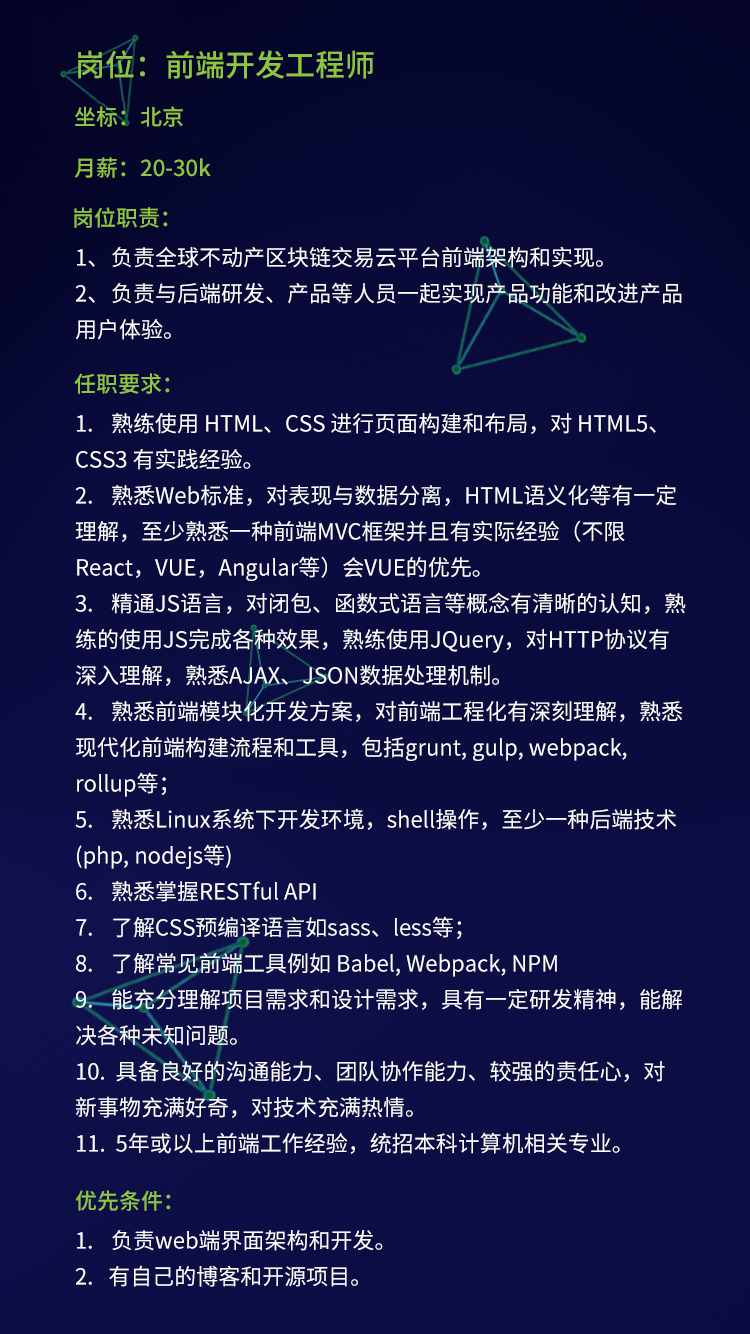 岗位：前端开发工程师
坐标：北京
月薪：20-30k
岗位职责：
1、负责全球不动产区块链交易云平台前端架构和实现。
2、负责与后端研发、产品等人员一起实现产品功能和改进产品
用户体验。
任职要求：
1. 熟练使用 HTML、CSS 进行页面构建和布局，对 HTML5、
CSS3 有实践经验。
2. 熟悉Web标准，对表现与数据分离，HTML语义化等有一定
理解，至少熟悉一种前端MVC框架并且有实际经验（不限
React，VUE，Angular等）会VUE的优先。
3. 精通JS语言，对闭包、函数式语言等概念有清晰的认知，熟
练的使用JS完成各种效果，熟练使用JQuery，对HTTP协议有
深入理解，熟悉AJAX、JSON数据处理机制。
4. 熟悉前端模块化开发方案，对前端工程化有深刻理解，熟悉
现代化前端构建流程和工具，包括grunt, gulp, webpack,
rollup等；
5. 熟悉Linux系统下开发环境，shell操作，至少一种后端技术
(php, nodejs等)
6. 熟悉掌握RESTful API
7. 了解CSS预编译语言如sass、less等；
8. 了解常见前端工具例如 Babel, Webpack, NPM
9. 能充分理解项目需求和设计需求，具有一定研发精神，能解
决各种未知问题。
10. 具备良好的沟通能力、团队协作能力、较强的责任心，对
新事物充满好奇，对技术充满热情。
11. 5年或以上前端工作经验，统招本科计算机相关专业。
优先条件：
1. 负责web端界面架构和开发。
2. 有自己的博客和开源项目。